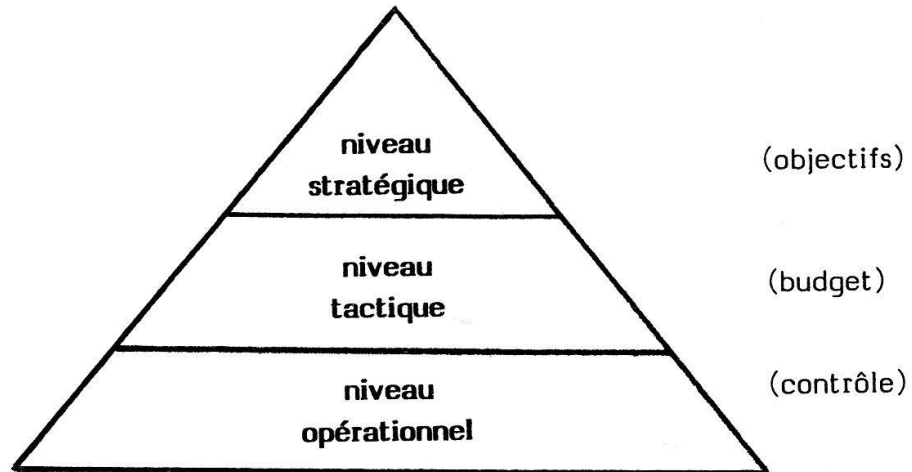 niveau
stratégique
(objectifs)
niveau
tactique
(budget)
niveau
opérationnel
(contrôle)